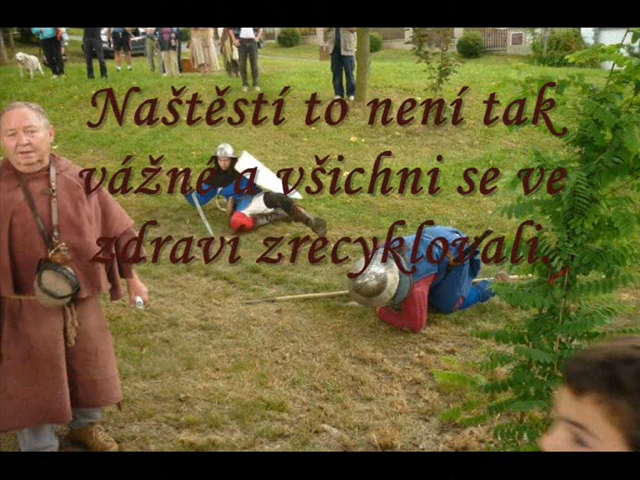 Naštěstí to není tak
vážné a všichni se ve
zdraví zrecyklovali.